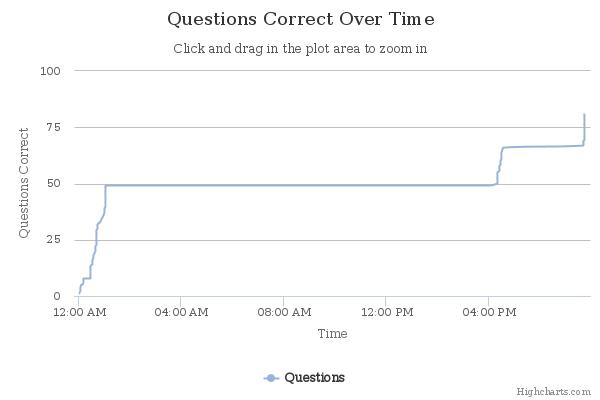 Questions Correct Over Time
Click and drag in the plot area to zoom in
Questions Correct
100
75
50
25
0
12:00 AM 04:00 AM 08:00 AM 12:00 PM 04:00 PM
Time
Questions
Highcharts.com